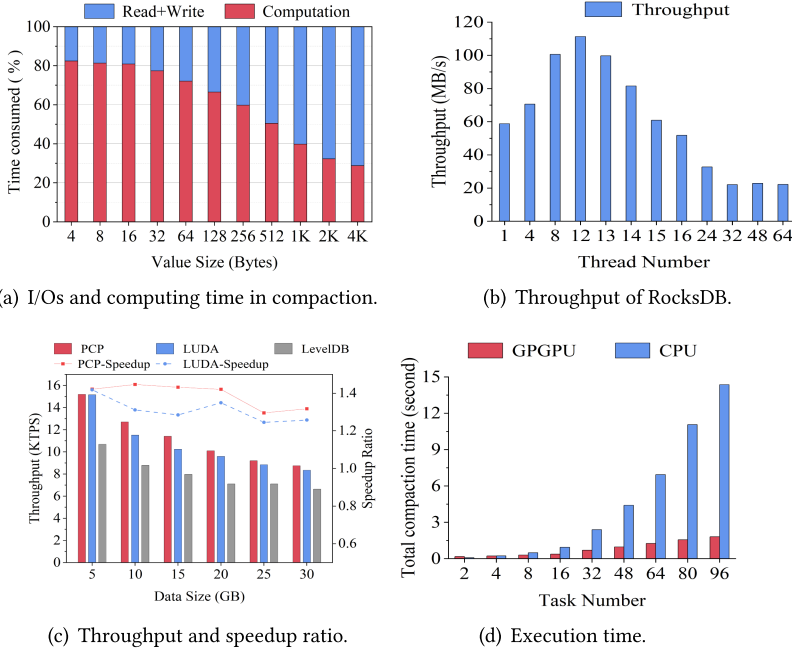 Read+Write Computation
Time consumed ( % )
100
80
60
40
20
0
4 8 16 32 64 128 256 512 1K 2K 4K
Value Size (Bytes)
(a) I/Os and computing time in compaction.
Throughput
Throughput (MB/s)
120
100
80
60
40
20
0
1 4 8 12 13 14 15 16 24 32 48 64
Thread Number
(b) Throughput of RocksDB.
PCP LUDA LevelDB
PCP-Speedup LUDA-Speedup
Throughput (KTPS)
16
14
12
10
8
6
4
2
0
1.4
1.2
1.0
0.8
0.6
Speedup Ratio
5 10 15 20 25 30
Data Size (GB)
(c) Throughput and speedup ratio.
GPGPU CPU
Total compaction time (second)
15
12
9
6
3
0
2 4 8 16 32 48 64 80 96
Task Number
(d) Execution time.